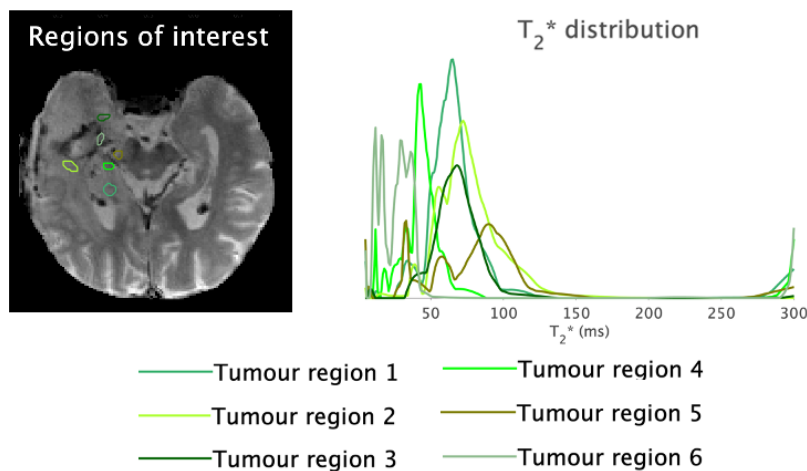 Regions of interest
T₂* distribution
50 100 150 200 250 300
T₂* (ms)
Tumour region 1
Tumour region 4
Tumour region 2
Tumour region 5
Tumour region 3
Tumour region 6